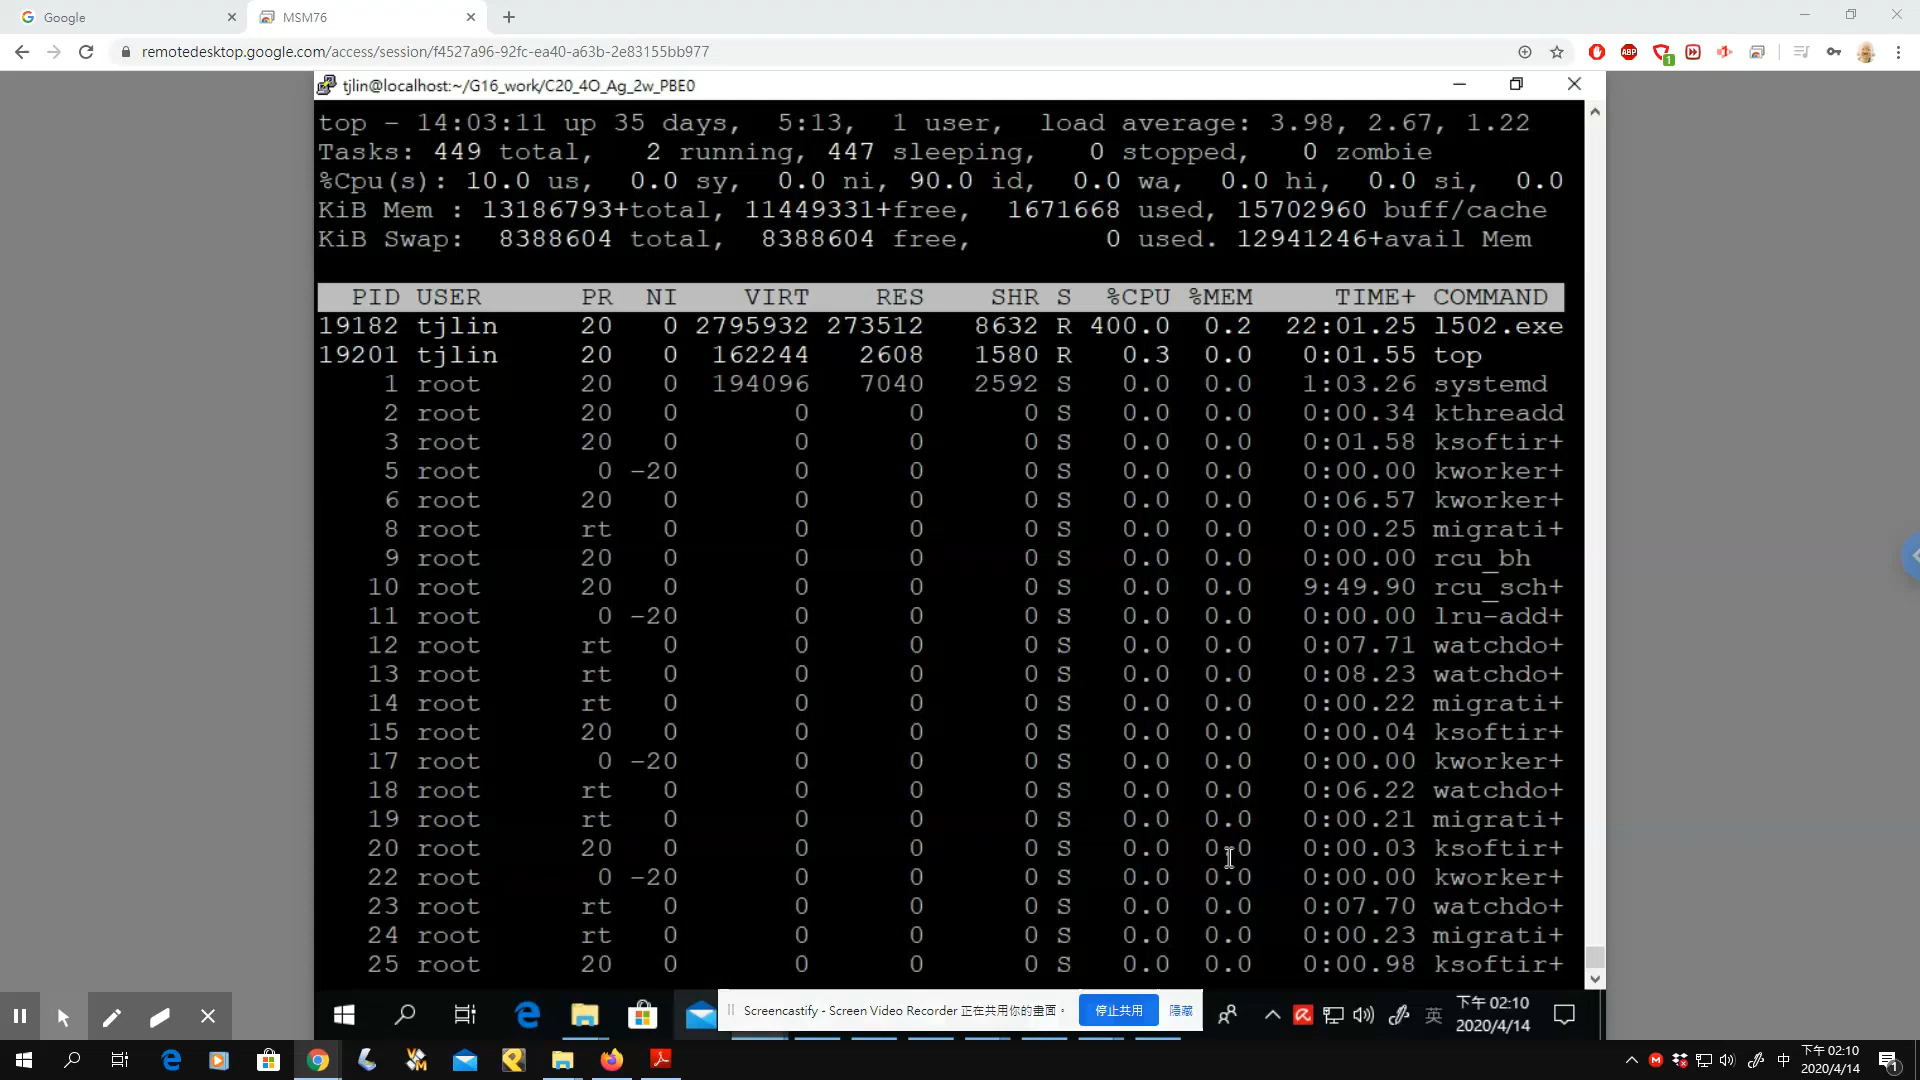 Google
MSM76
remotedesktop.google.com/access/session/f4527a96-92fc-ea40-a63b-2e83155bb977
ABP
1
tjlin@localhost:~/G16_work/C20_4O_Ag_2w_PBE0
top - 14:03:11 up 35 days, 5:13, 1 user, load average: 3.98, 2.67, 1.22
Tasks: 449 total, 2 running, 447 sleeping, 0 stopped, 0 zombie
%Cpu(s): 10.0 us, 0.0 sy, 0.0 ni, 90.0 id, 0.0 wa, 0.0 hi, 0.0 si, 0.0
KiB Mem : 13186793+total, 11449331+free, 1671668 used, 15702960 buff/cache
KiB Swap: 8388604 total, 8388604 free, 0 used. 12941246+avail Mem
PID USER PR NI VIRT RES SHR S %CPU %MEM TIME+ COMMAND
19182 tjlin 20 0 2795932 273512 8632 R 400.0 0.2 22:01.25 l502.exe
19201 tjlin 20 0 162244 2608 1580 R 0.3 0.0 0:01.55 top
1 root 20 0 194096 7040 2592 S 0.0 0.0 1:03.26 systemd
2 root 20 0 0 0 0 S 0.0 0.0 0:00.34 kthreadd
3 root 20 0 0 0 0 S 0.0 0.0 0:01.58 ksoftir+
5 root 0 -20 0 0 0 S 0.0 0.0 0:00.00 kworker+
6 root 20 0 0 0 0 S 0.0 0.0 0:06.57 kworker+
8 root rt 0 0 0 0 S 0.0 0.0 0:00.25 migrati+
9 root 20 0 0 0 0 S 0.0 0.0 0:00.00 rcu_bh
10 root 20 0 0 0 0 S 0.0 0.0 9:49.90 rcu_sch+
11 root 0 -20 0 0 0 S 0.0 0.0 0:00.00 lru-add+
12 root rt 0 0 0 0 S 0.0 0.0 0:07.71 watchdo+
13 root rt 0 0 0 0 S 0.0 0.0 0:08.23 watchdo+
14 root rt 0 0 0 0 S 0.0 0.0 0:00.22 migrati+
15 root 20 0 0 0 0 S 0.0 0.0 0:00.04 ksoftir+
17 root 0 -20 0 0 0 S 0.0 0.0 0:00.00 kworker+
18 root rt 0 0 0 0 S 0.0 0.0 0:06.22 watchdo+
19 root rt 0 0 0 0 S 0.0 0.0 0:00.21 migrati+
20 root 20 0 0 0 0 S 0.0 0.0 0:00.03 ksoftir+
22 root 0 -20 0 0 0 S 0.0 0.0 0:00.00 kworker+
23 root rt 0 0 0 0 S 0.0 0.0 0:07.70 watchdo+
24 root rt 0 0 0 0 S 0.0 0.0 0:00.23 migrati+
25 root 20 0 0 0 0 S 0.0 0.0 0:00.98 ksoftir+
Screencastify - Screen Video Recorder 正在共用你的畫面。 停止共用 隱藏
英 下午 02:10
2020/4/14
中 下午 02:10
2020/4/14
1